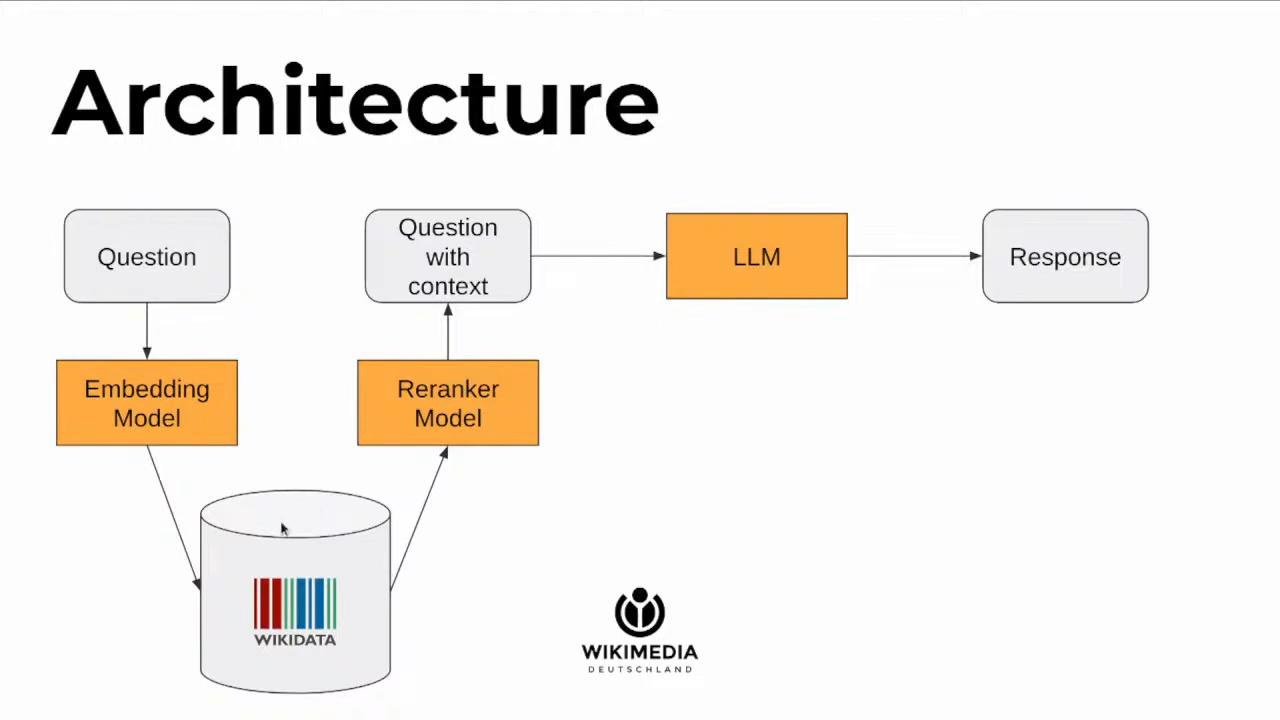 Architecture
Question
Question
with
context
LLM
Response
Embedding
Model
Reranker
Model
WIKIDATA
WIKIMEDIA
DEUTSCHLAND